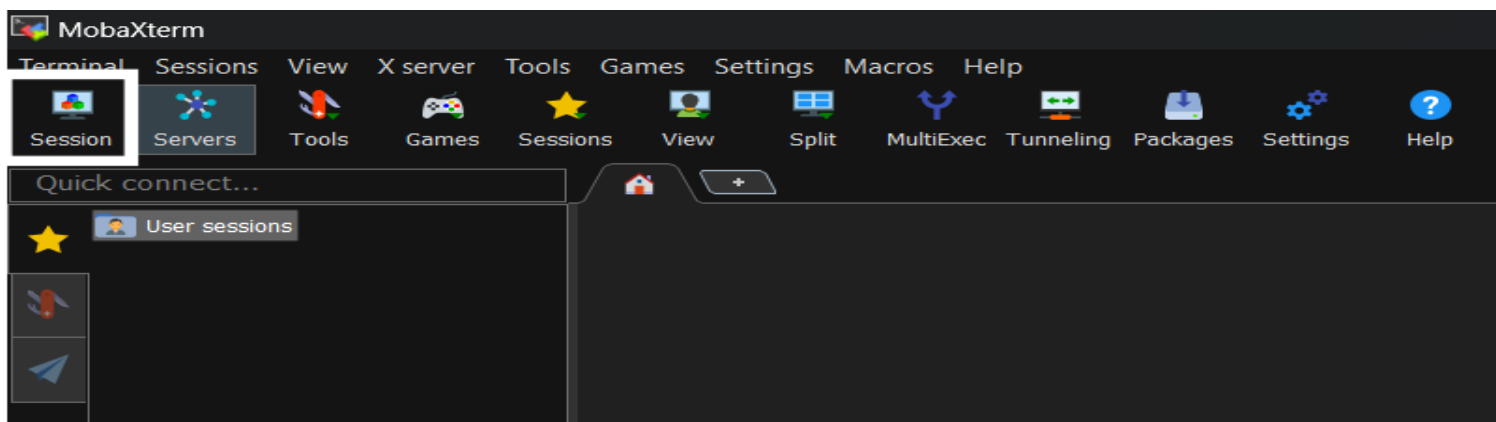 MobaXterm
Terminal Sessions View X server Tools Games Settings Macros Help
Session Servers Tools Games Sessions View Split MultiExec Tunneling Packages Settings Help
Quick connect...
User sessions